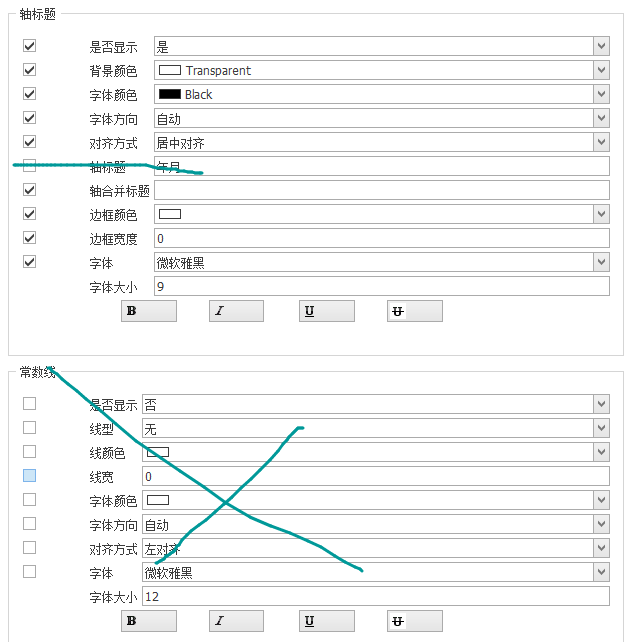 轴标题
是否显示 是
背景颜色 Transparent
字体颜色 Black
字体方向 自动
对齐方式 居中对齐
轴标题 年月
轴合并标题
边框颜色
边框宽度 0
字体 微软雅黑
字体大小 9
B I U U
常数线
是否显示 否
线型 无
线颜色
线宽 0
字体颜色
字体方向 自动
对齐方式 左对齐
字体 微软雅黑
字体大小 12
B I U U